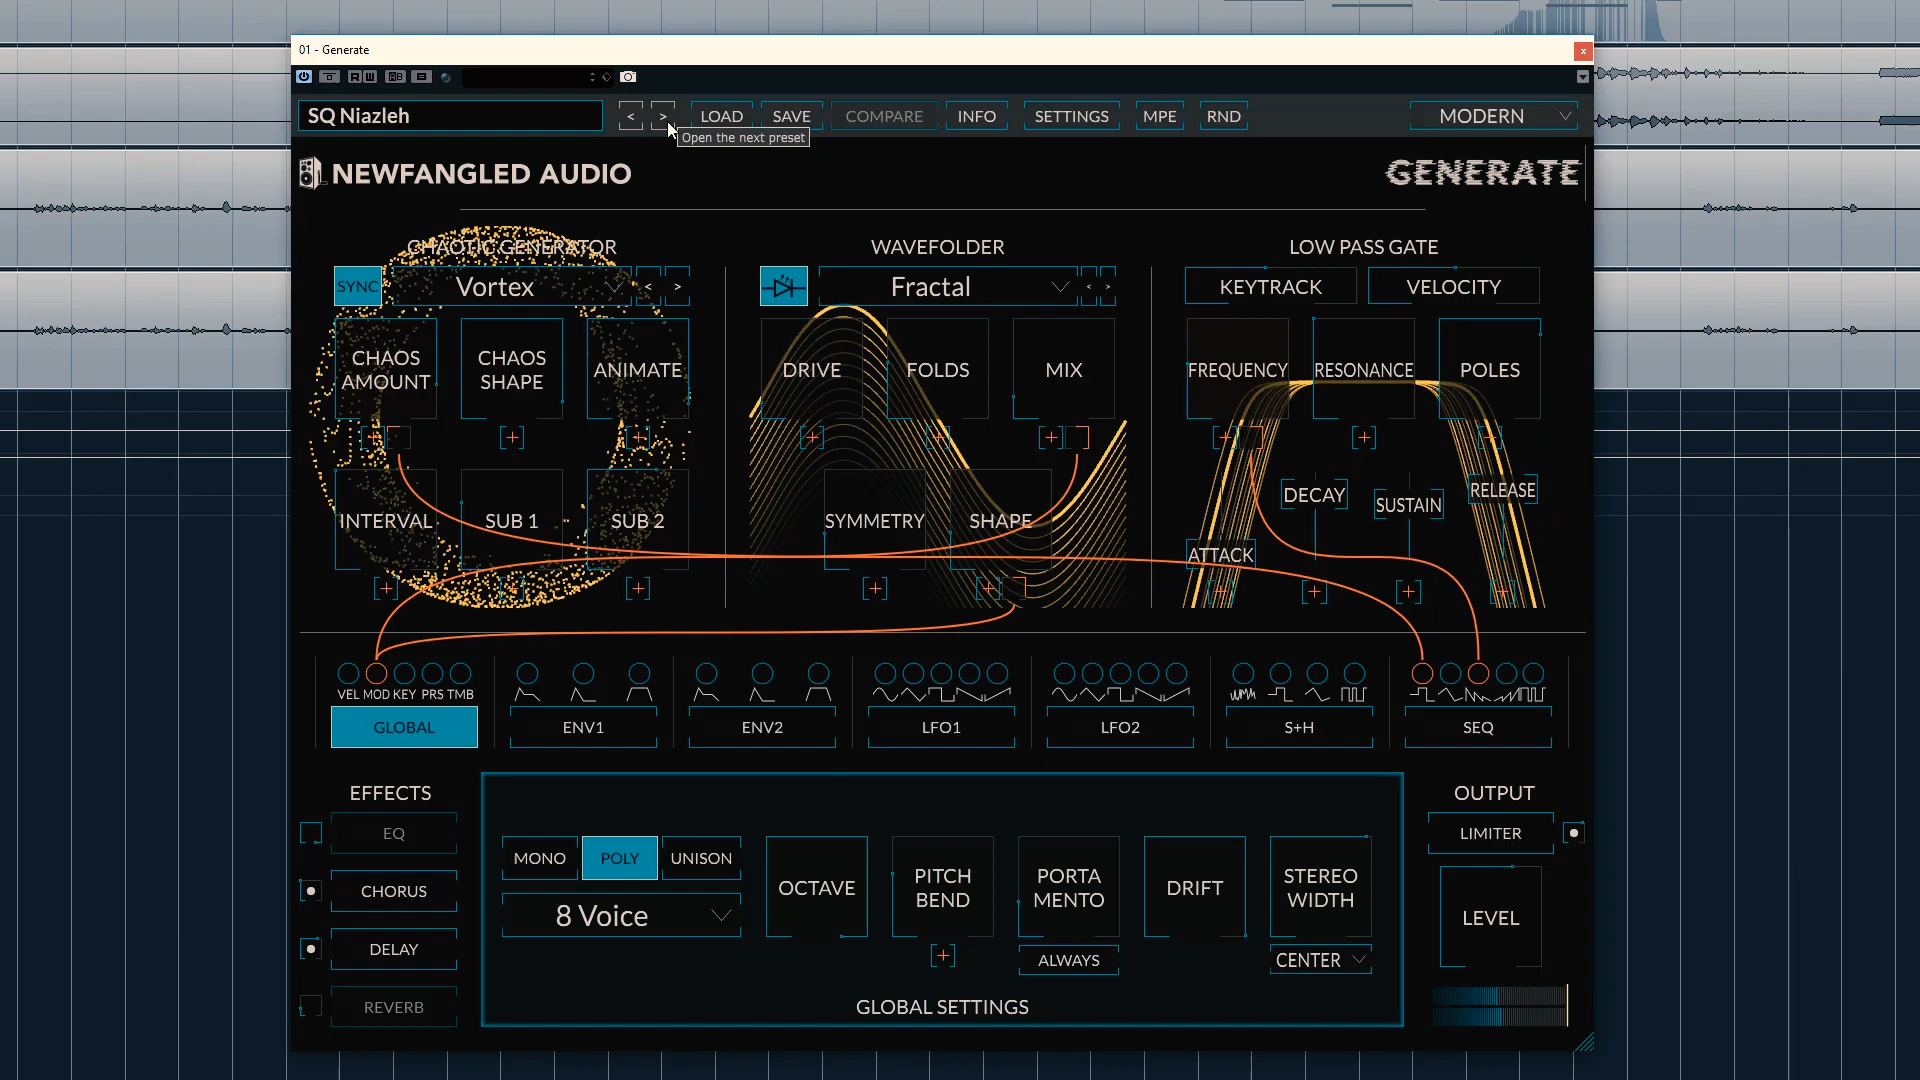 01 - Generate
SQ Niazleh
< > LOAD SAVE COMPARE INFO SETTINGS MPE RND MODERN
Open the next preset
NEWFANGLED AUDIO
GENERATE
CHAOTIC GENERATOR WAVEFOLDER LOW PASS GATE
SYNC Vortex < > Fractal < > KEYTRACK VELOCITY
CHAOS AMOUNT
CHAOS SHAPE
ANIMATE
DRIVE FOLDS MIX
FREQUENCY RESONANCE POLES
INTERVAL SUB 1 SUB 2
SYMMETRY SHAPE
ATTACK DECAY SUSTAIN RELEASE
VEL MOD KEY PRS TMB
GLOBAL ENV1 ENV2 LFO1 LFO2 S+H SEQ
EFFECTS
EQ
CHORUS
DELAY
REVERB
MONO POLY UNISON
8 Voice
OCTAVE
PITCH BEND
PORTA MENTO
ALWAYS
DRIFT
STEREO WIDTH
CENTER
GLOBAL SETTINGS
OUTPUT
LIMITER
LEVEL